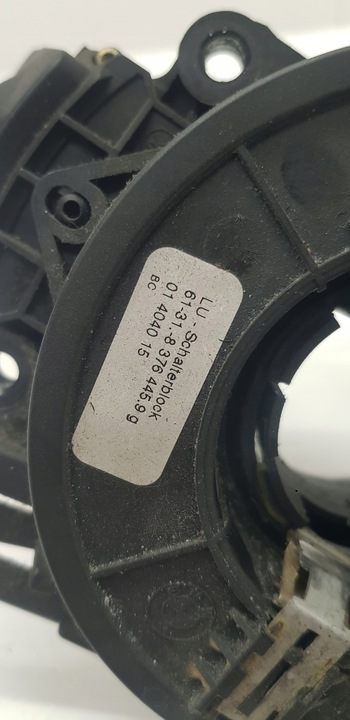 LU - Schalterblock
61-31.-8 376 445.9 g
01 4040 15
BC